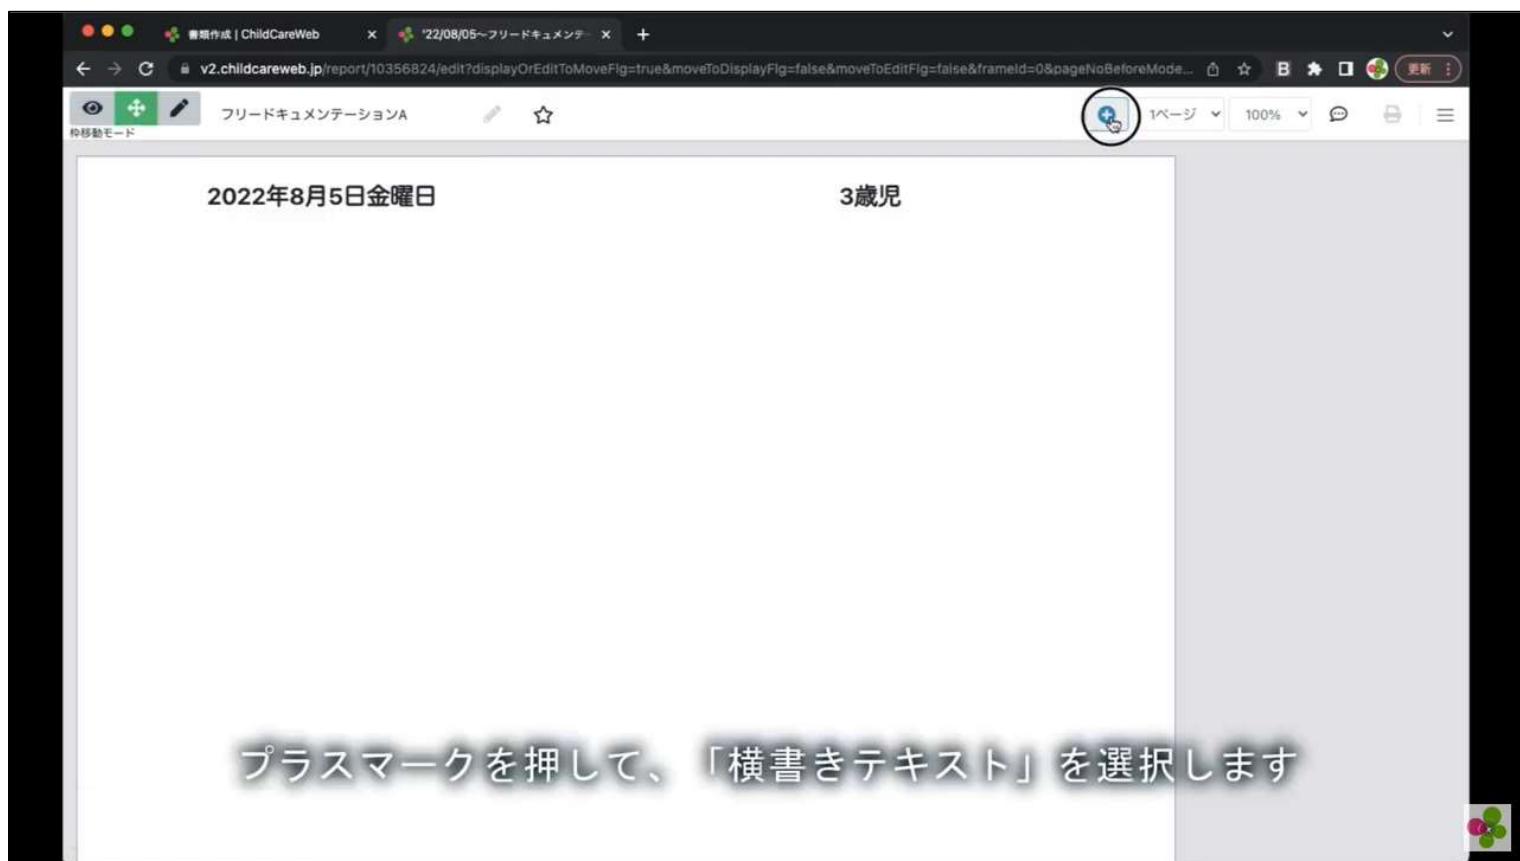 書類作成 | ChildCareWeb
'22/08/05〜フリードキュメンテ
v2.childcareweb.jp/report/10356824/edit?displayOrEditToMoveFlg=true&moveToDisplayFlg=false&moveToEditFlg=false&frameId=0&pageNoBeforeMode...
更新
フリードキュメンテーションA
1ページ
100%
枠移動モード
2022年8月5日金曜日
3歳児
プラスマークを押して、「横書きテキスト」を選択します